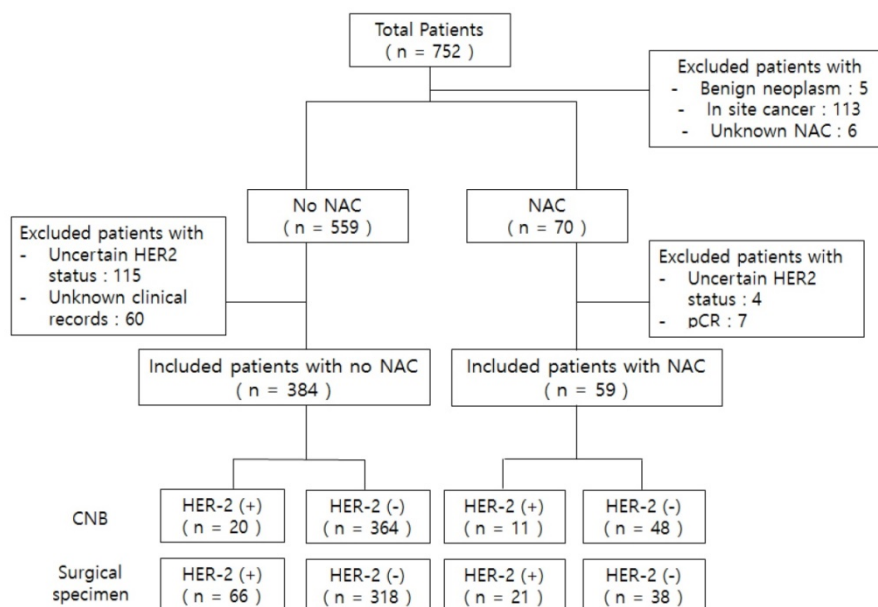 Total Patients
( n = 752 )
Excluded patients with
- Benign neoplasm : 5
- In site cancer : 113
- Unknown NAC : 6
No NAC
( n = 559 )
NAC
( n = 70 )
Excluded patients with
- Uncertain HER2
status : 115
- Unknown clinical
records : 60
Excluded patients with
- Uncertain HER2
status : 4
- pCR : 7
Included patients with no NAC
( n = 384 )
Included patients with NAC
( n = 59 )
CNB
HER-2 (+)
( n = 20 )
HER-2 (-)
( n = 364 )
HER-2 (+)
( n = 11 )
HER-2 (-)
( n = 48 )
Surgical
specimen
HER-2 (+)
( n = 66 )
HER-2 (-)
( n = 318 )
HER-2 (+)
( n = 21 )
HER-2 (-)
( n = 38 )